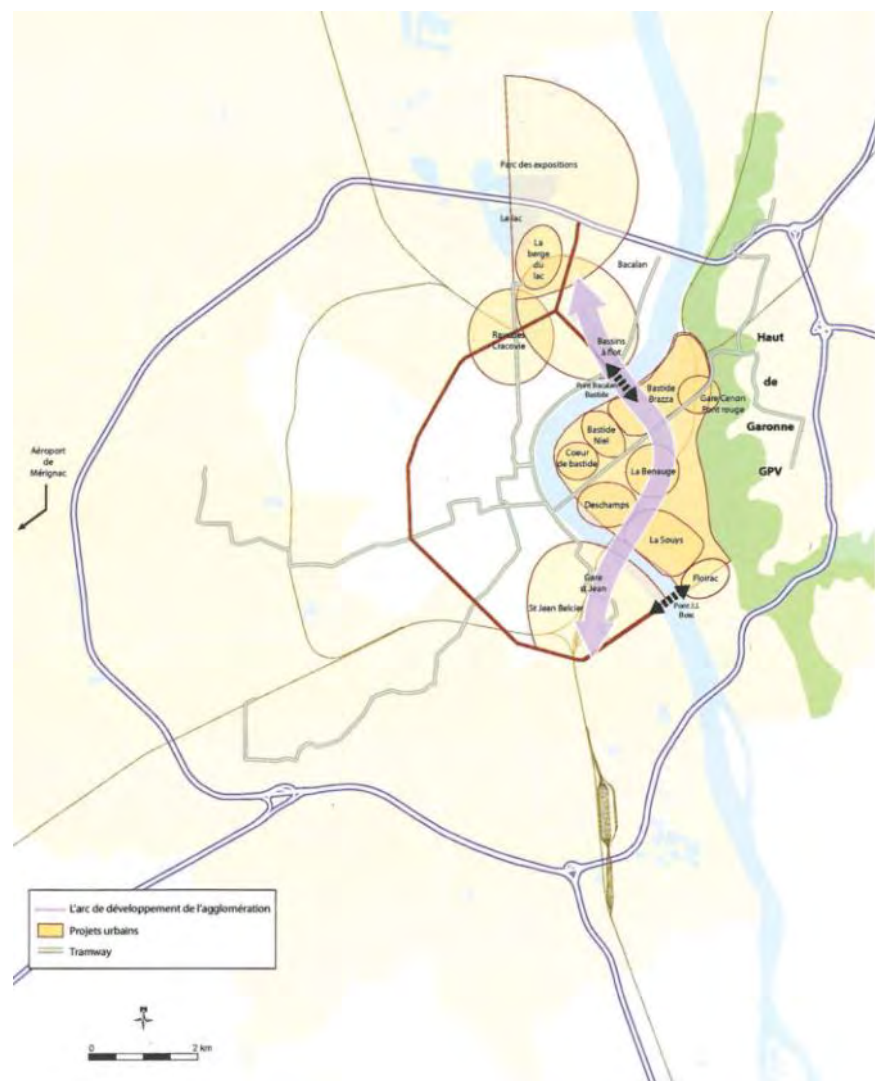 Parc des expositions
Le lac
La
berge
du
lac
Bacalan
Cracovie
Bassins
à flot
Pont Bacalan
Bastide
Bastide
Brazza
Gare Cenon
Pont rouge
Haut
de
Garonne
GPV
Bastide
Niel
Coeur
de bastide
La Benauge
Deschamps
La Souys
Floirac
Gare
St Jean
St Jean Belcier
Pont J.J.
Bosc
Aéroport
de
Mérignac
L'arc de développement de l'agglomération
Projets urbains
Tramway
N
0 2 km